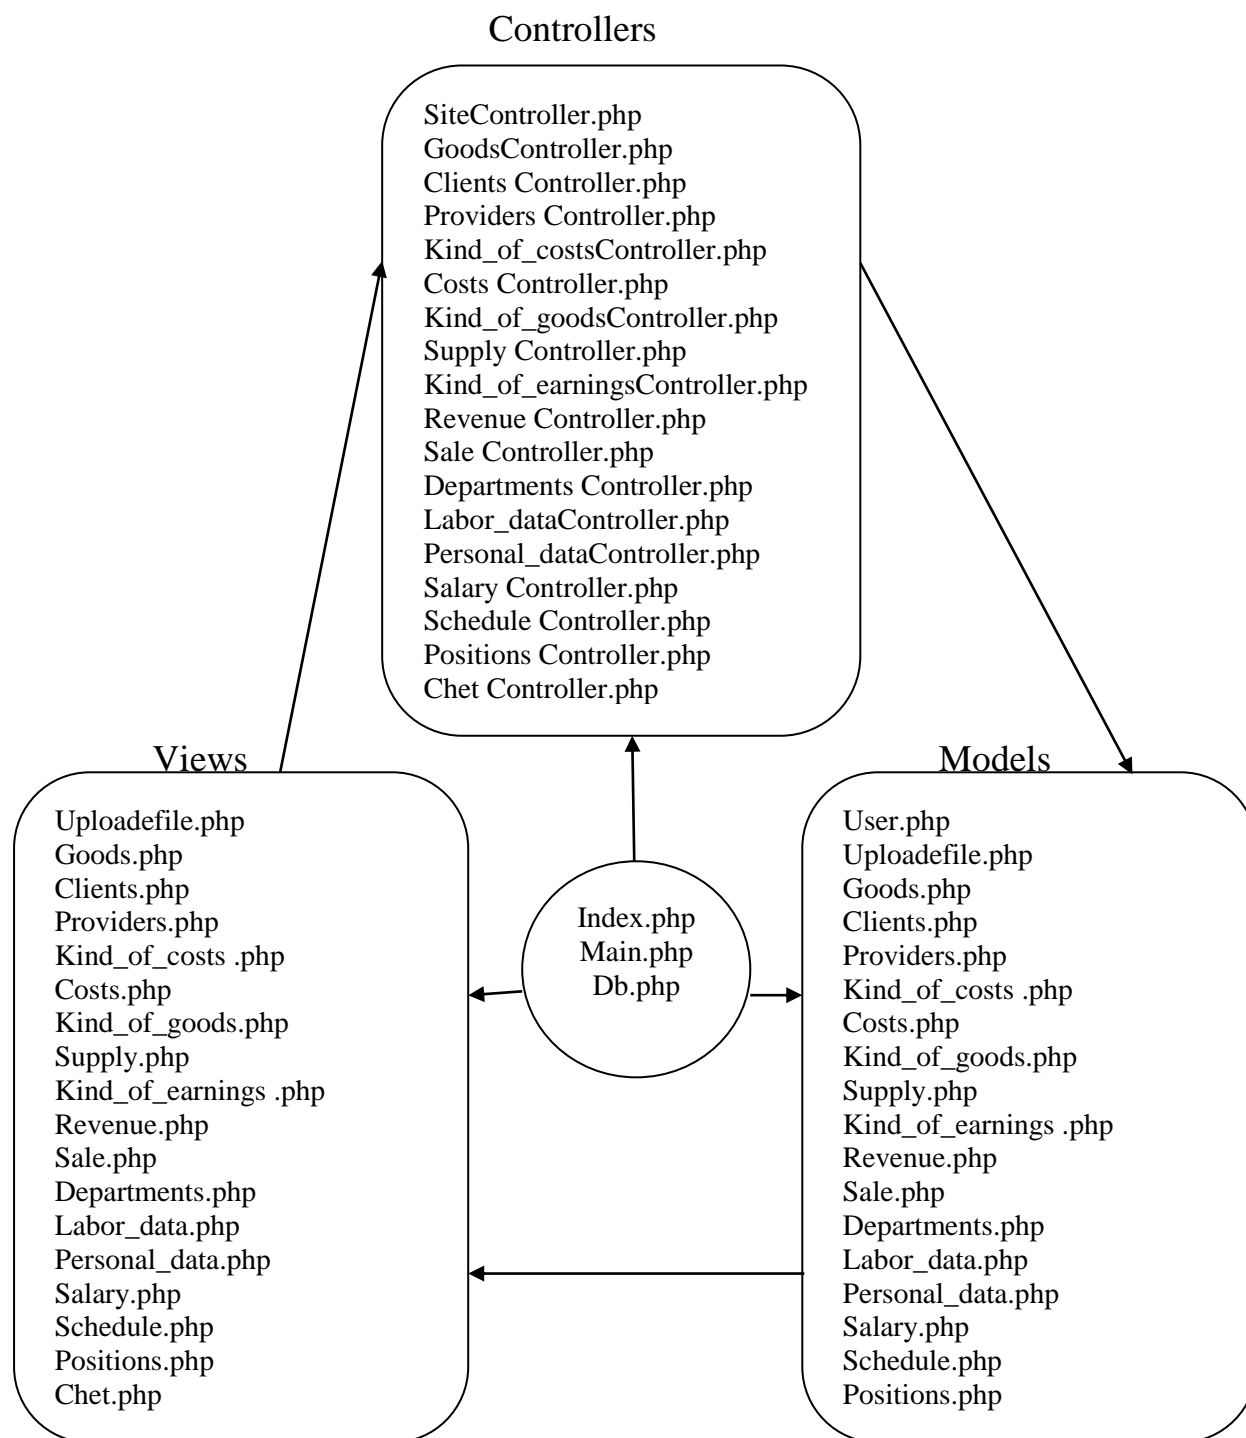 Controllers
SiteController.php
GoodsController.php
Clients Controller.php
Providers Controller.php
Kind_of_costsController.php
Costs Controller.php
Kind_of_goodsController.php
Supply Controller.php
Kind_of_earningsController.php
Revenue Controller.php
Sale Controller.php
Departments Controller.php
Labor_dataController.php
Personal_dataController.php
Salary Controller.php
Schedule Controller.php
Positions Controller.php
Chet Controller.php
Views
Uploadefile.php
Goods.php
Clients.php
Providers.php
Kind_of_costs .php
Costs.php
Kind_of_goods.php
Supply.php
Kind_of_earnings .php
Revenue.php
Sale.php
Departments.php
Labor_data.php
Personal_data.php
Salary.php
Schedule.php
Positions.php
Chet.php
Index.php
Main.php
Db.php
Models
User.php
Uploadefile.php
Goods.php
Clients.php
Providers.php
Kind_of_costs .php
Costs.php
Kind_of_goods.php
Supply.php
Kind_of_earnings .php
Revenue.php
Sale.php
Departments.php
Labor_data.php
Personal_data.php
Salary.php
Schedule.php
Positions.php